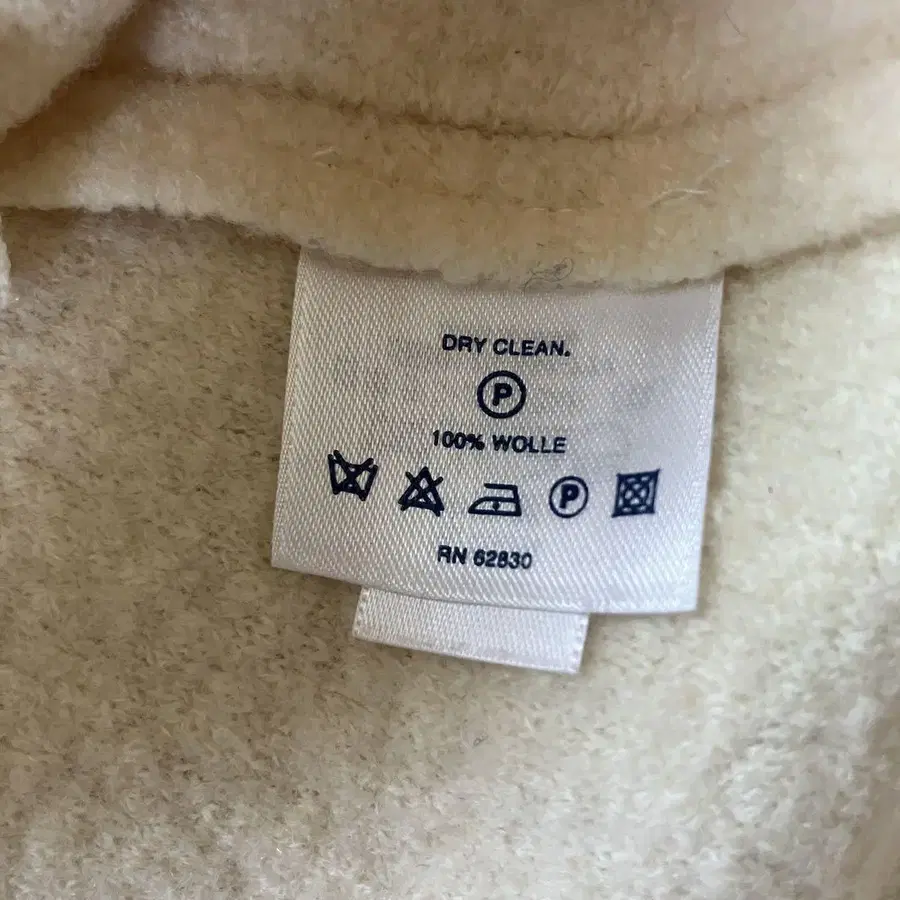 DRY CLEAN.
P
100% WOLLE
P
RN 62830